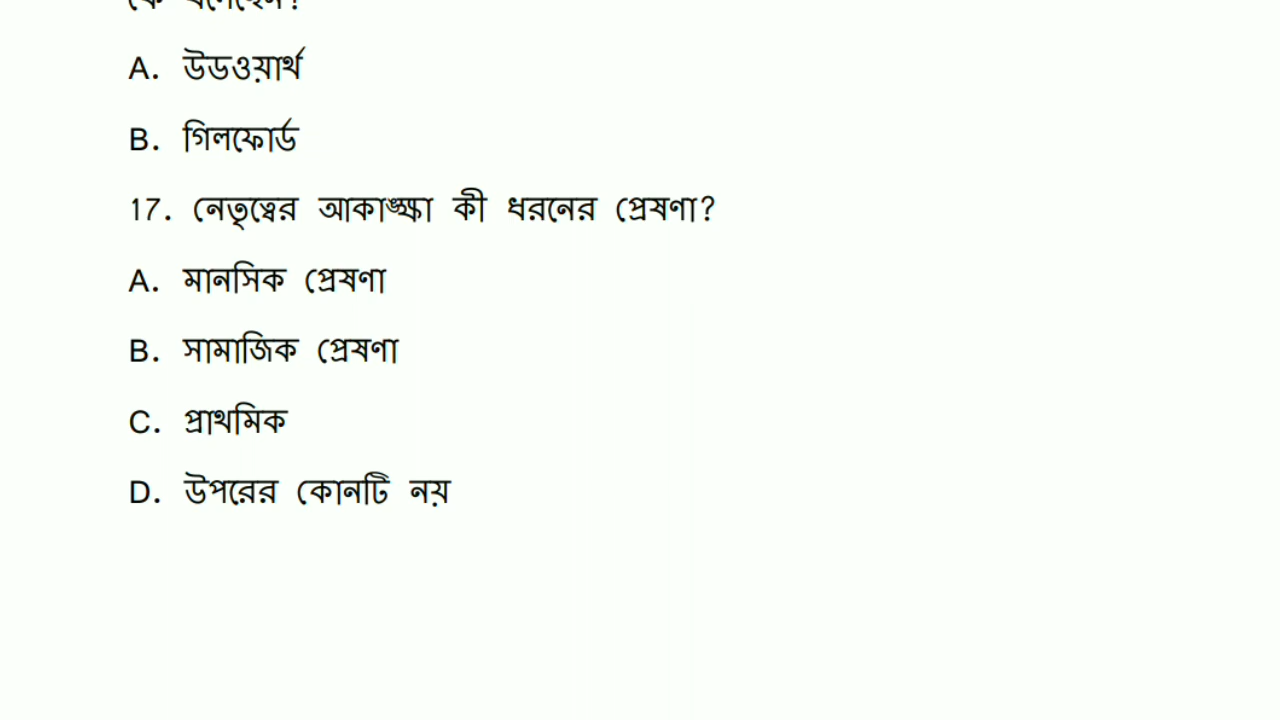 A. উডওয়ার্থ
B. গিলফোর্ড
17. নেতৃত্বের আকাঙ্ক্ষা কী ধরনের প্রেষণা?
A. মানসিক প্রেষণা
B. সামাজিক প্রেষণা
C. প্রাথমিক
D. উপরের কোনটি নয়